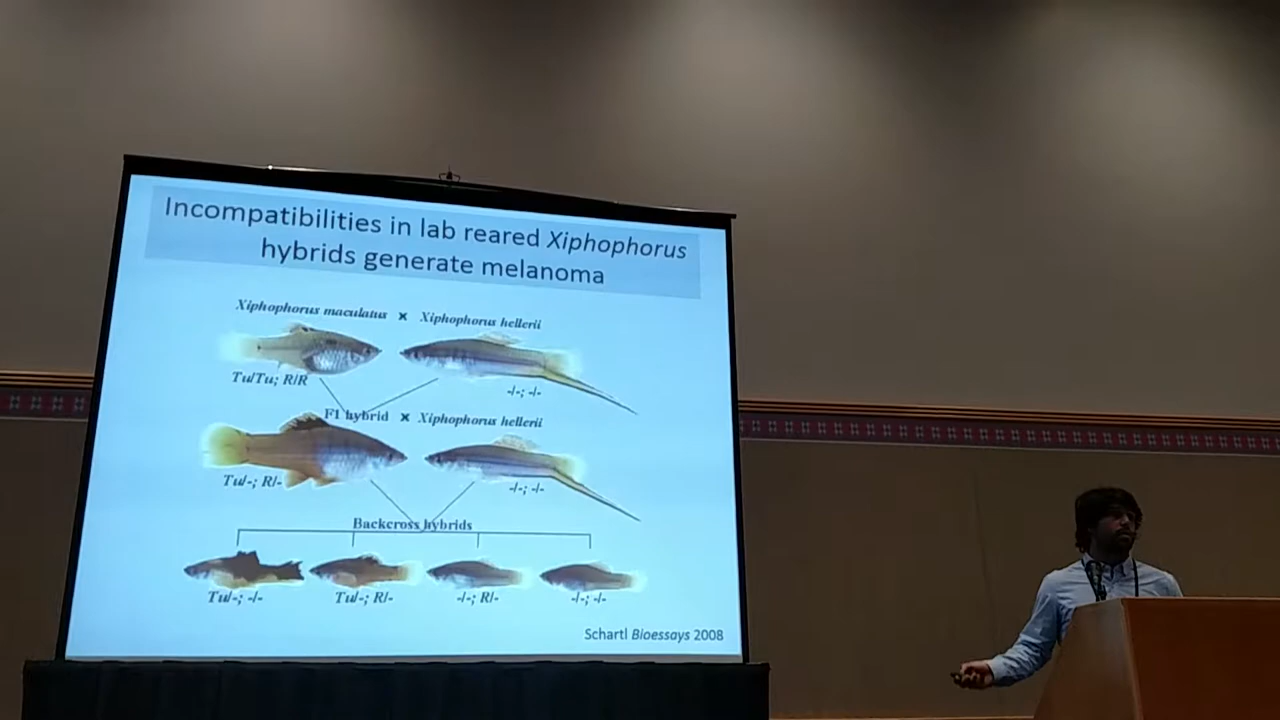 Incompatibilities in lab reared Xiphophorus
hybrids generate melanoma
Xiphophorus maculatus × Xiphophorus hellerii
Tu/Tu; R/R
-/-; -/-
F1 hybrid × Xiphophorus hellerii
Tu/-; R/-
-/-; -/-
Backcross hybrids
Tu/-; -/- Tu/-; R/- -/-; R/- -/-; -/-
Schartl Bioessays 2008